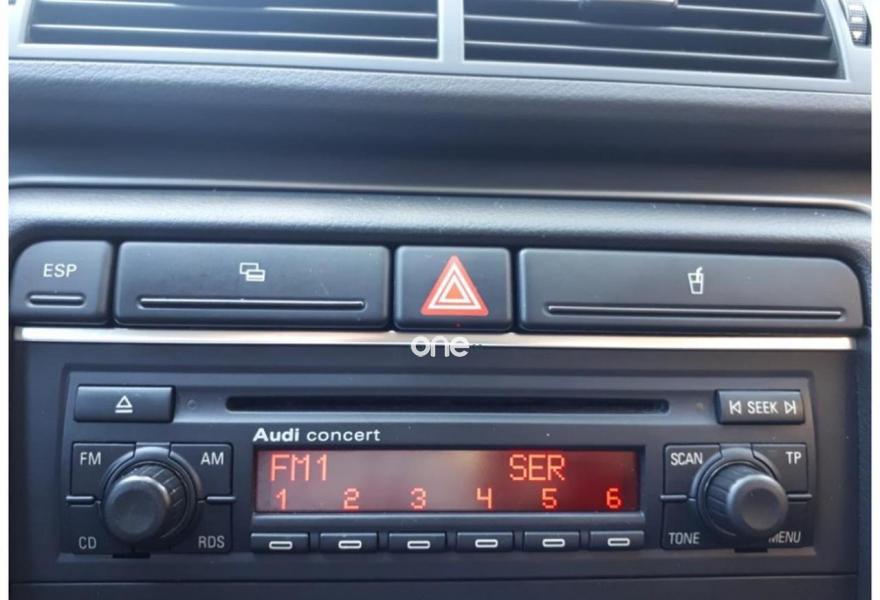 ESP
one
SEEK
Audi concert
FM AM
SCAN TP
FM1 SER
1 2 3 4 5 6
CD RDS
TONE MENU